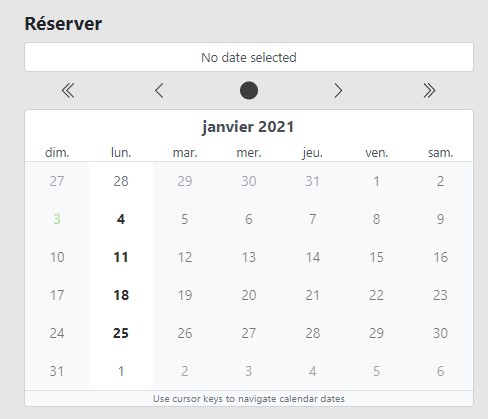 Réserver
No date selected
janvier 2021
dim. lun. mar. mer. jeu. ven. sam.
27 28 29 30 31 1 2
3 4 5 6 7 8 9
10 11 12 13 14 15 16
17 18 19 20 21 22 23
24 25 26 27 28 29 30
31 1 2 3 4 5 6
Use cursor keys to navigate calendar dates